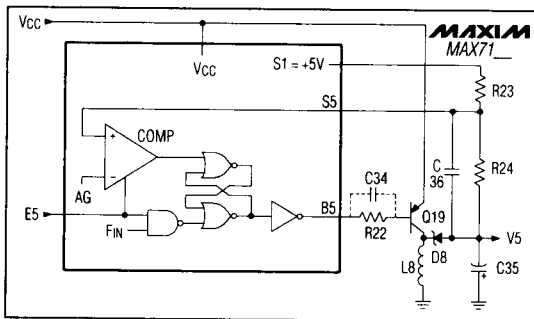 VCC
MAXIM
MAX71__
VCC
S1 = +5V
S5
R23
COMP
+
−
AG
C
36
R24
C34
E5
FIN
B5
R22
Q19
V5
D8
L8
C35
+